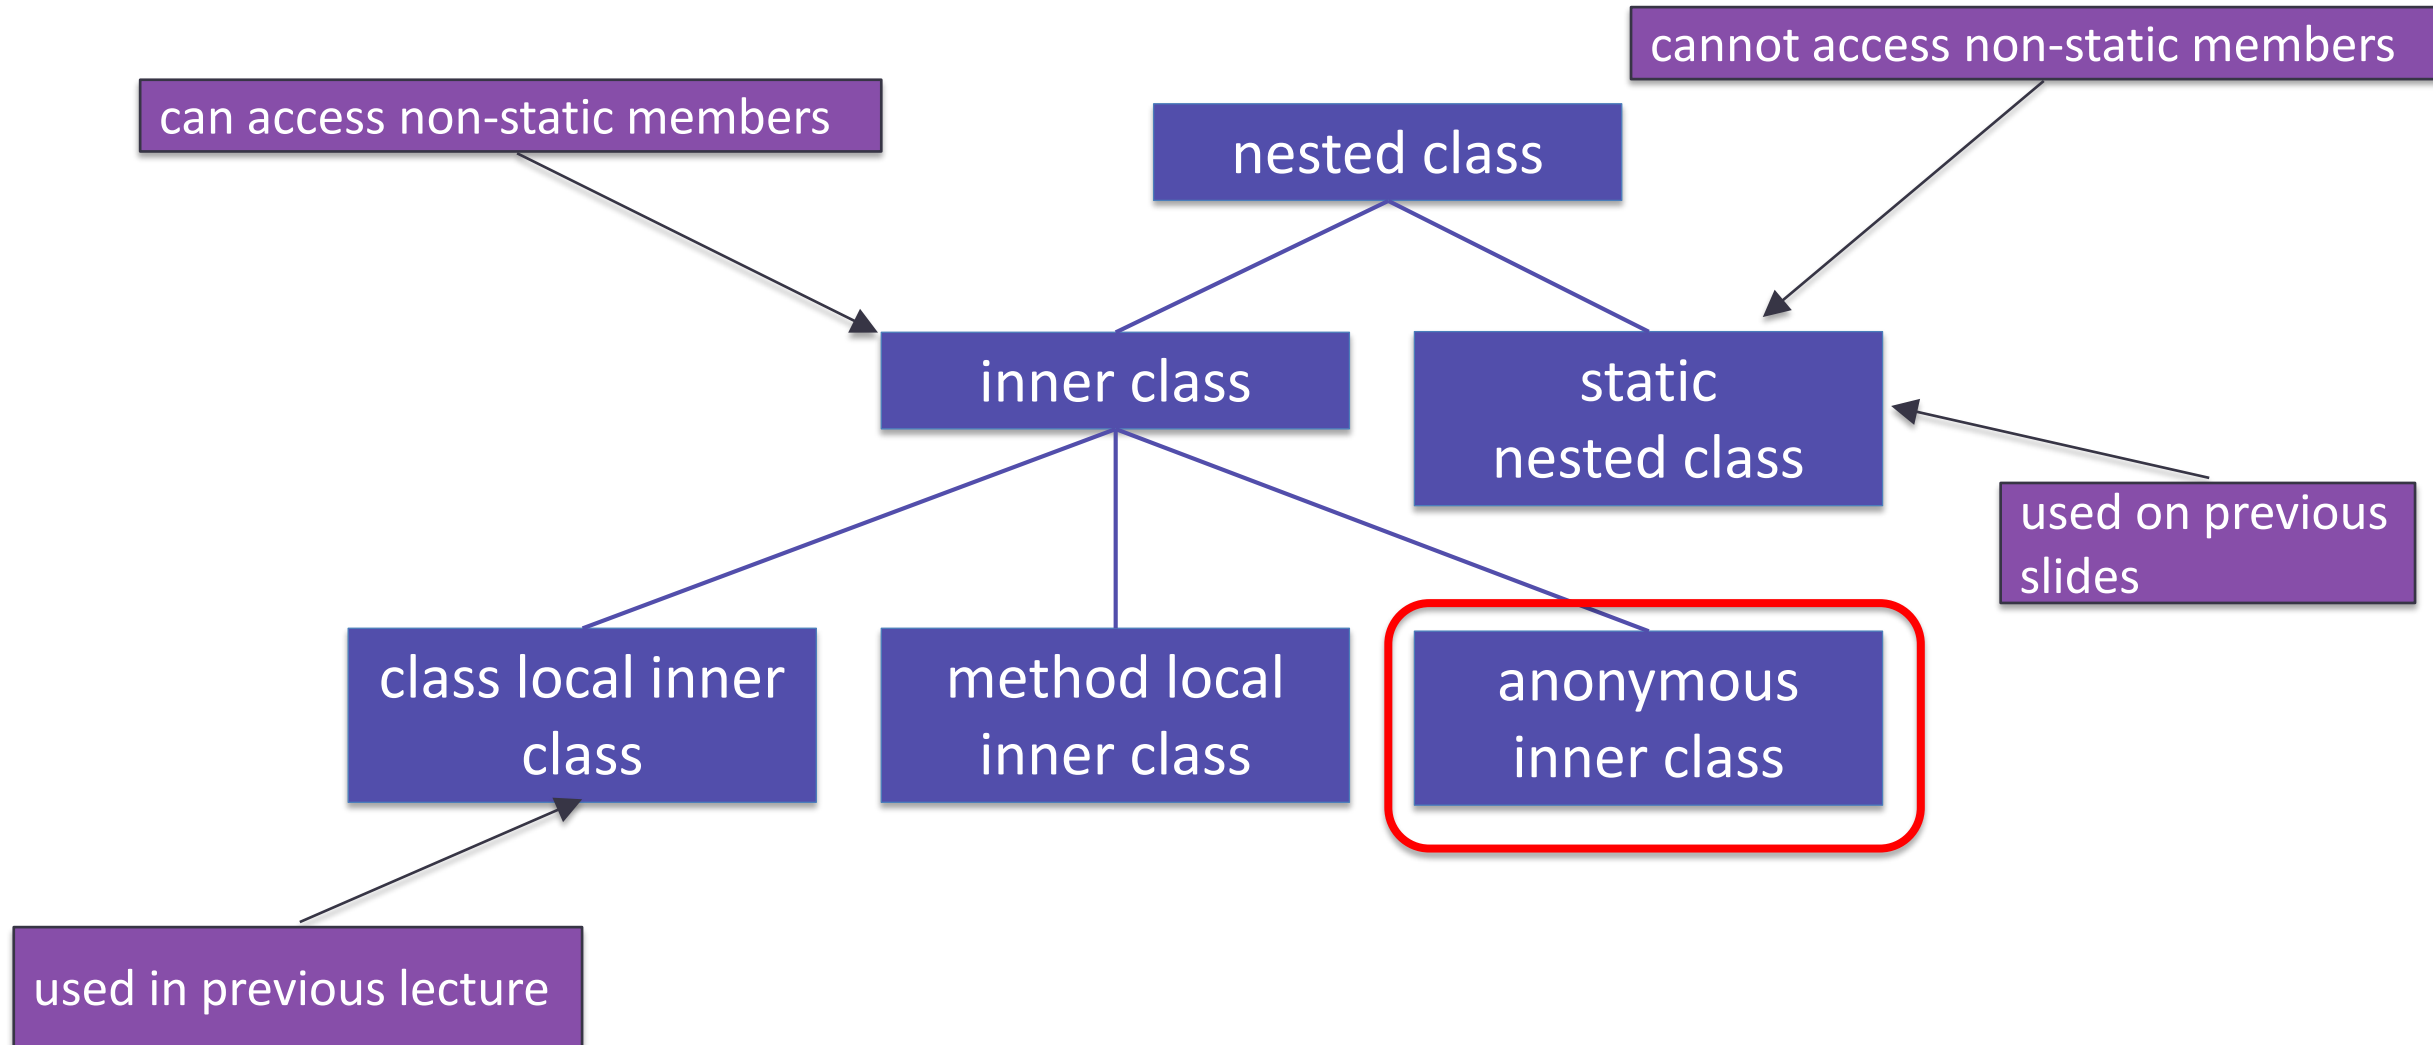 cannot access non-static members
can access non-static members
nested class
inner class
static
nested class
used on previous
slides
class local inner
class
method local
inner class
anonymous
inner class
used in previous lecture